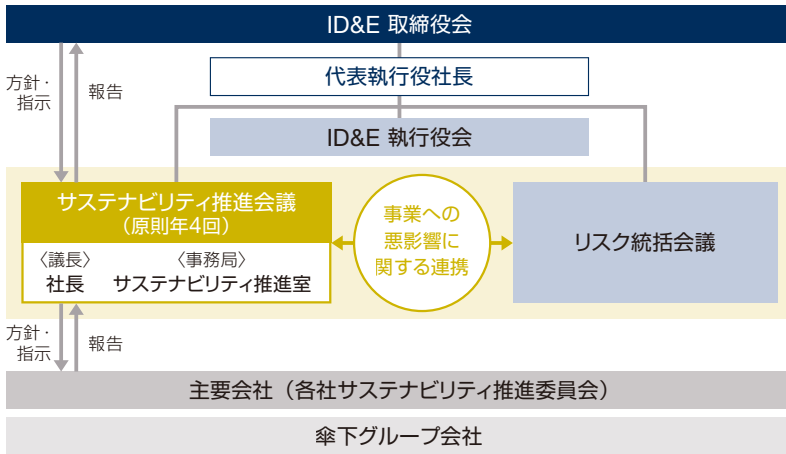 ID&E 取締役会
方針・
指示
報告
代表執行役社長
ID&E 執行役会
サステナビリティ推進会議
（原則年4回）
〈議長〉
社長
〈事務局〉
サステナビリティ推進室
事業への
悪影響に
関する連携
リスク統括会議
方針・
指示
報告
主要会社（各社サステナビリティ推進委員会）
傘下グループ会社